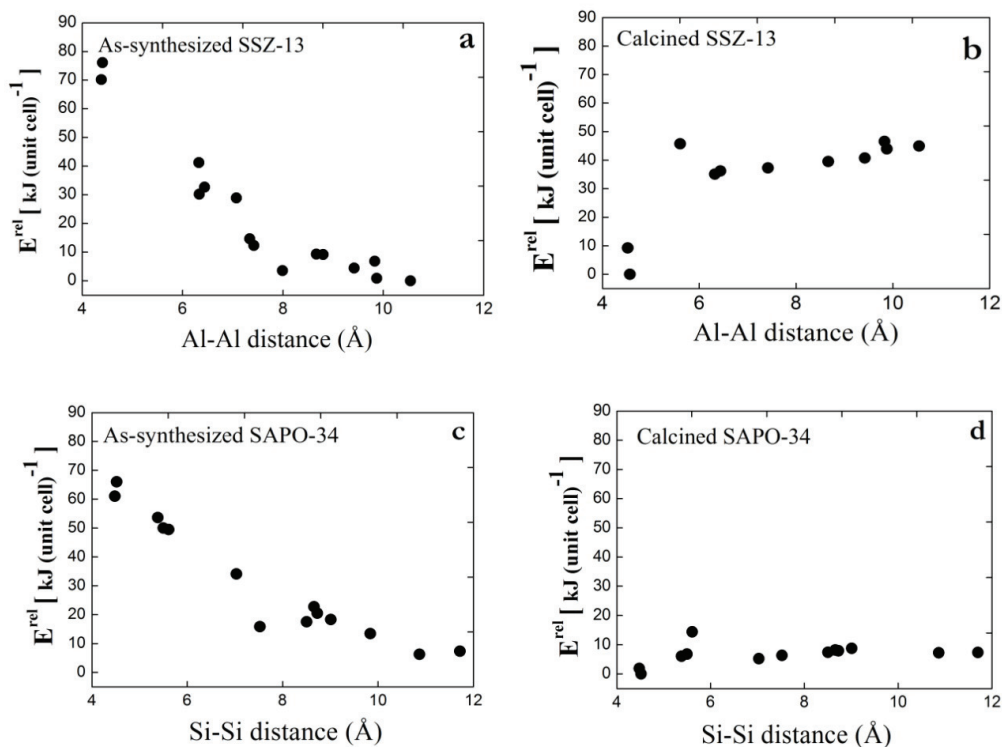 As-synthesized SSZ-13
a
E^rel [ kJ (unit cell)^-1 ]
90
80
70
60
50
40
30
20
10
0
4 6 8 10 12
Al-Al distance (Å)
Calcined SSZ-13
b
E^rel [ kJ (unit cell)^-1 ]
90
80
70
60
50
40
30
20
10
0
4 6 8 10 12
Al-Al distance (Å)
As-synthesized SAPO-34
c
E^rel [ kJ (unit cell)^-1 ]
90
80
70
60
50
40
30
20
10
0
4 6 8 10 12
Si-Si distance (Å)
Calcined SAPO-34
d
E^rel [ kJ (unit cell)^-1 ]
90
80
70
60
50
40
30
20
10
0
4 6 8 10 12
Si-Si distance (Å)